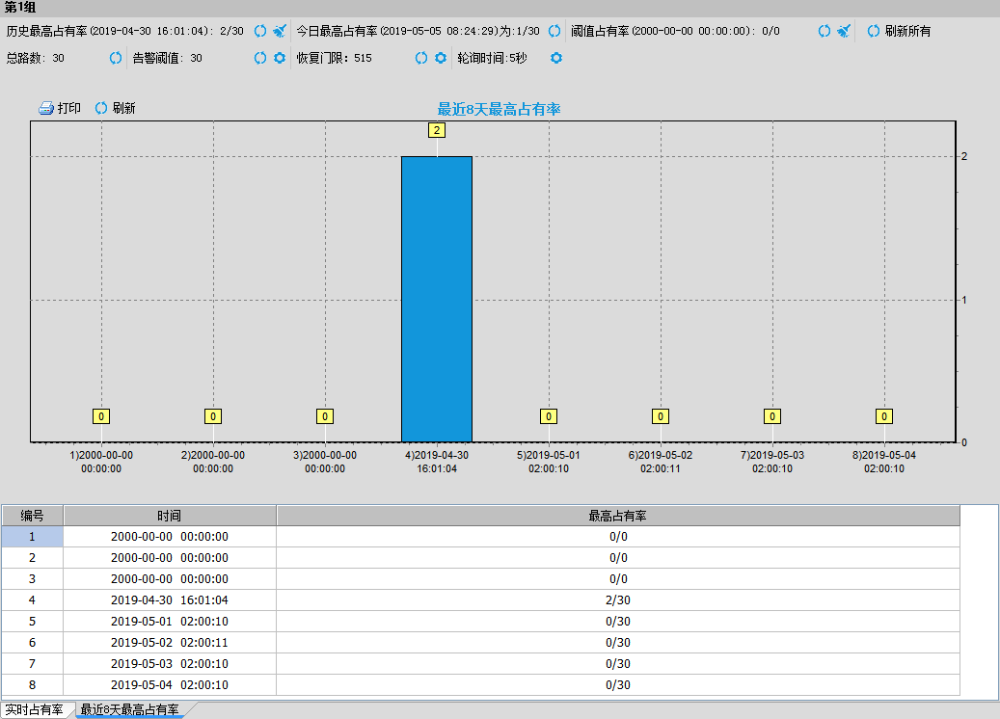 第1组
历史最高占有率(2019-04-30 16:01:04): 2/30 今日最高占有率(2019-05-05 08:24:29)为:1/30 阈值占有率(2000-00-00 00:00:00): 0/0 刷新所有
总路数: 30 告警阈值: 30 恢复门限: 515 轮询时间:5秒
打印 刷新 最近8天最高占有率
2
2
1
0 0 0 0 0 0 0
0
1)2000-00-00 2)2000-00-00 3)2000-00-00 4)2019-04-30 5)2019-05-01 6)2019-05-02 7)2019-05-03 8)2019-05-04
00:00:00 00:00:00 00:00:00 16:01:04 02:00:10 02:00:11 02:00:10 02:00:10
编号 时间 最高占有率
1 2000-00-00 00:00:00 0/0
2 2000-00-00 00:00:00 0/0
3 2000-00-00 00:00:00 0/0
4 2019-04-30 16:01:04 2/30
5 2019-05-01 02:00:10 0/30
6 2019-05-02 02:00:11 0/30
7 2019-05-03 02:00:10 0/30
8 2019-05-04 02:00:10 0/30
实时占有率 最近8天最高占有率